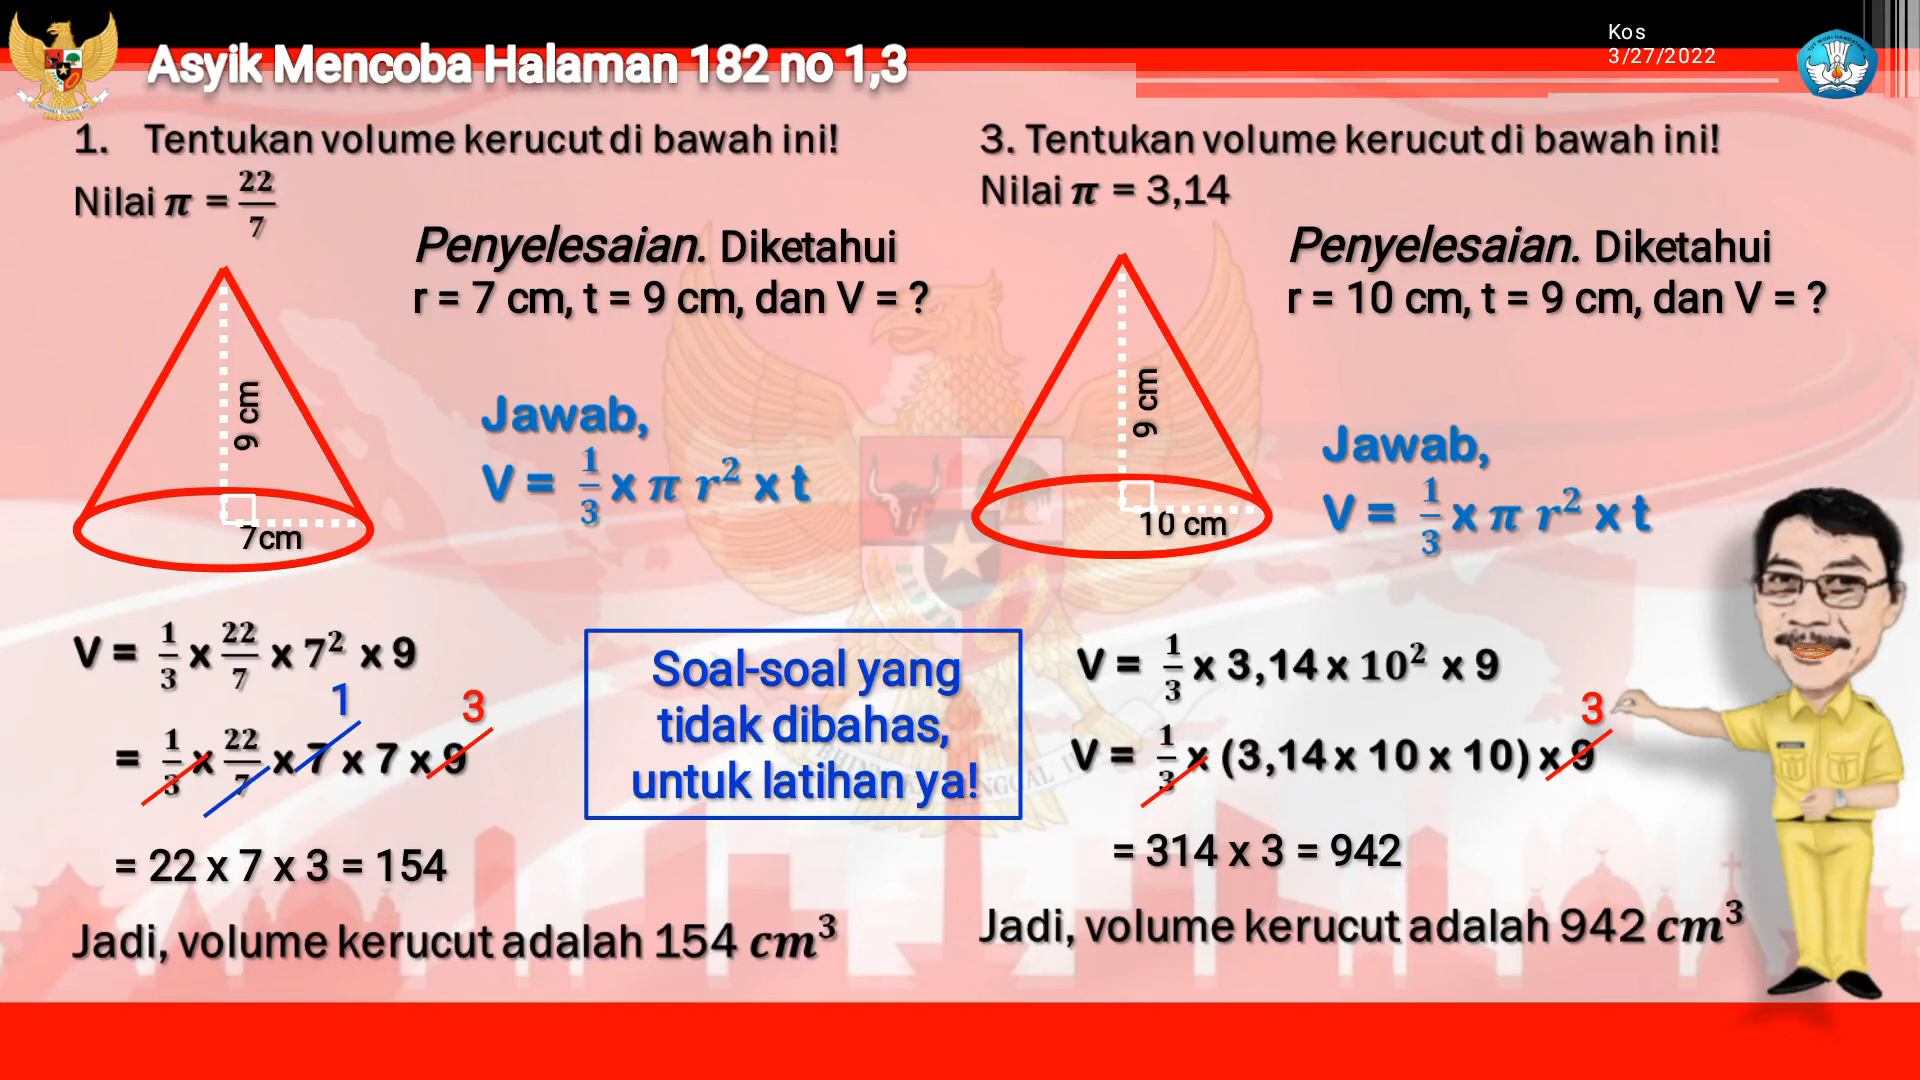 Asyik Mencoba Halaman 182 no 1,3
Kos
3/27/2022
1. Tentukan volume kerucut di bawah ini!
Nilai π = 22/7
Penyelesaian. Diketahui
r = 7 cm, t = 9 cm, dan V = ?
9 cm
7cm
Jawab,
V = 1/3 x π r² x t
V = 1/3 x 22/7 x 7² x 9
1
3
= 1/3 x 22/7 x 7 x 7 x 9
= 22 x 7 x 3 = 154
Jadi, volume kerucut adalah 154 cm³
Soal-soal yang
tidak dibahas,
untuk latihan ya!
3. Tentukan volume kerucut di bawah ini!
Nilai π = 3,14
Penyelesaian. Diketahui
r = 10 cm, t = 9 cm, dan V = ?
9 cm
10 cm
Jawab,
V = 1/3 x π r² x t
V = 1/3 x 3,14 x 10² x 9
3
V = 1/3 x (3,14 x 10 x 10) x 9
= 314 x 3 = 942
Jadi, volume kerucut adalah 942 cm³